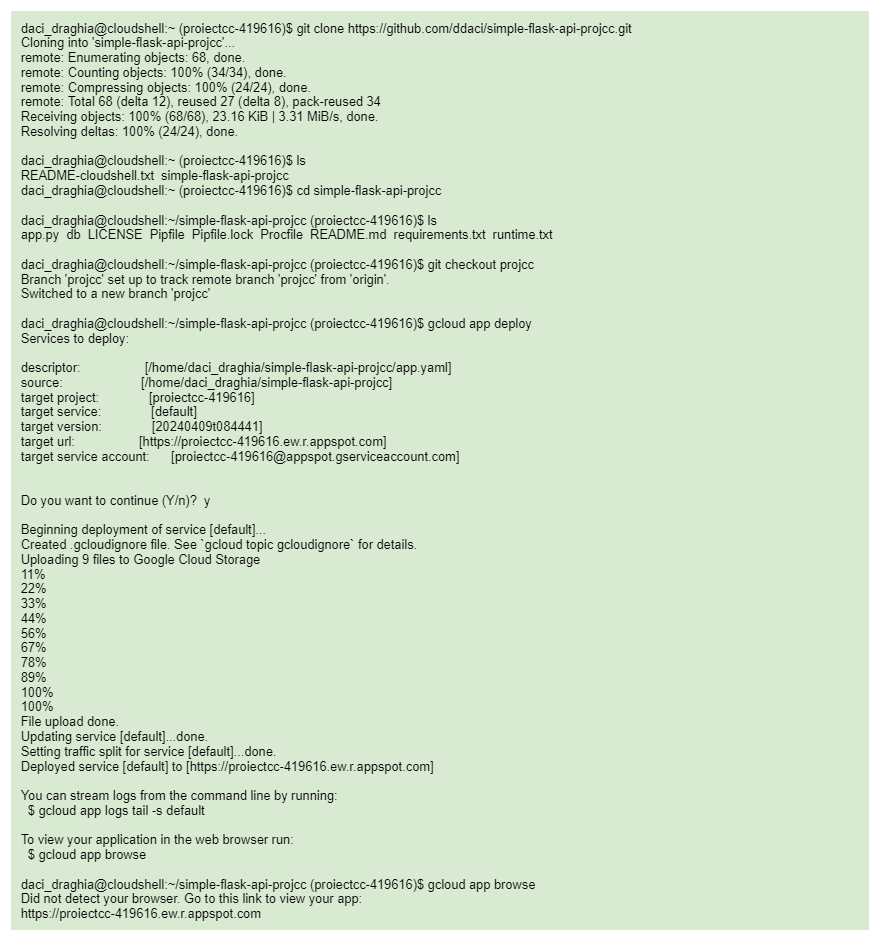 daci_draghia@cloudshell:~ (proiectcc-419616)$ git clone https://github.com/ddaci/simple-flask-api-projcc.git
Cloning into 'simple-flask-api-projcc'...
remote: Enumerating objects: 68, done.
remote: Counting objects: 100% (34/34), done.
remote: Compressing objects: 100% (24/24), done.
remote: Total 68 (delta 12), reused 27 (delta 8), pack-reused 34
Receiving objects: 100% (68/68), 23.16 KiB | 3.31 MiB/s, done.
Resolving deltas: 100% (24/24), done.
daci_draghia@cloudshell:~ (proiectcc-419616)$ ls
README-cloudshell.txt  simple-flask-api-projcc
daci_draghia@cloudshell:~ (proiectcc-419616)$ cd simple-flask-api-projcc
daci_draghia@cloudshell:~/simple-flask-api-projcc (proiectcc-419616)$ ls
app.py  db  LICENSE  Pipfile  Pipfile.lock  Procfile  README.md  requirements.txt  runtime.txt
daci_draghia@cloudshell:~/simple-flask-api-projcc (proiectcc-419616)$ git checkout projcc
Branch 'projcc' set up to track remote branch 'projcc' from 'origin'.
Switched to a new branch 'projcc'
daci_draghia@cloudshell:~/simple-flask-api-projcc (proiectcc-419616)$ gcloud app deploy
Services to deploy:
descriptor: [/home/daci_draghia/simple-flask-api-projcc/app.yaml]
source: [/home/daci_draghia/simple-flask-api-projcc]
target project: [proiectcc-419616]
target service: [default]
target version: [20240409t084441]
target url: [https://proiectcc-419616.ew.r.appspot.com]
target service account: [proiectcc-419616@appspot.gserviceaccount.com]
Do you want to continue (Y/n)?  y
Beginning deployment of service [default]...
Created .gcloudignore file. See `gcloud topic gcloudignore` for details.
Uploading 9 files to Google Cloud Storage
11%
22%
33%
44%
56%
67%
78%
89%
100%
100%
File upload done.
Updating service [default]...done.
Setting traffic split for service [default]...done.
Deployed service [default] to [https://proiectcc-419616.ew.r.appspot.com]
You can stream logs from the command line by running:
$ gcloud app logs tail -s default
To view your application in the web browser run:
$ gcloud app browse
daci_draghia@cloudshell:~/simple-flask-api-projcc (proiectcc-419616)$ gcloud app browse
Did not detect your browser. Go to this link to view your app:
https://proiectcc-419616.ew.r.appspot.com